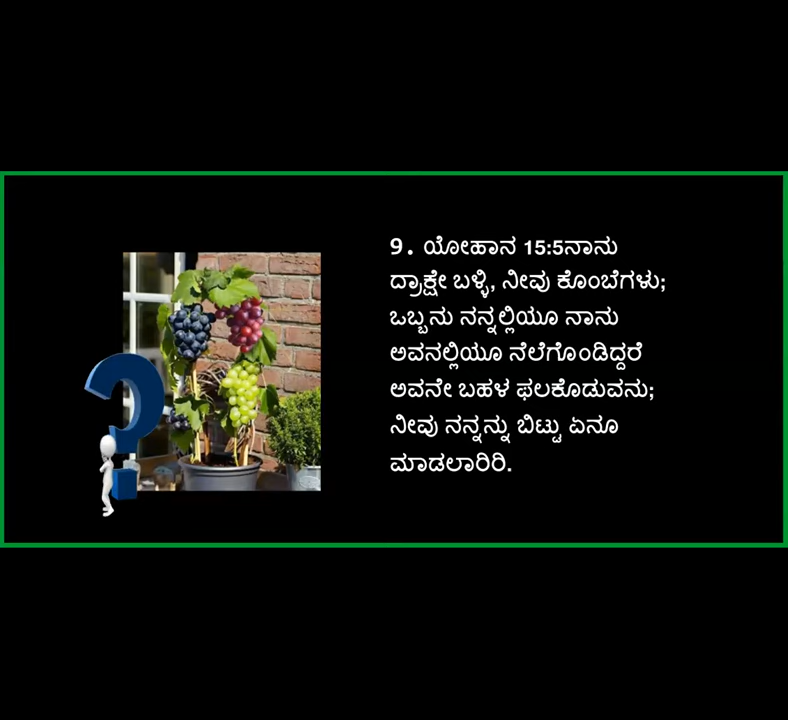 9. ಯೋಹಾನ 15:5ನಾನು
ದ್ರಾಕ್ಷೇ ಬಳ್ಳಿ, ನೀವು ಕೊಂಬೆಗಳು;
ಒಬ್ಬನು ನನ್ನಲ್ಲಿಯೂ ನಾನು
ಅವನಲ್ಲಿಯೂ ನೆಲೆಗೊಂಡಿದ್ದರೆ
ಅವನೇ ಬಹಳ ಫಲಕೊಡುವನು;
ನೀವು ನನ್ನನ್ನು ಬಿಟ್ಟು ಏನೂ
ಮಾಡಲಾರಿರಿ.